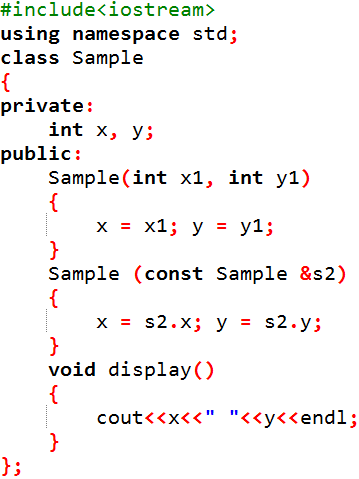 #include<iostream>
using namespace std;
class Sample
{
private:
    int x, y;
public:
    Sample(int x1, int y1)
    {
        x = x1; y = y1;
    }
    Sample (const Sample &s2)
    {
        x = s2.x; y = s2.y;
    }
    void display()
    {
        cout<<x<<" "<<y<<endl;
    }
};